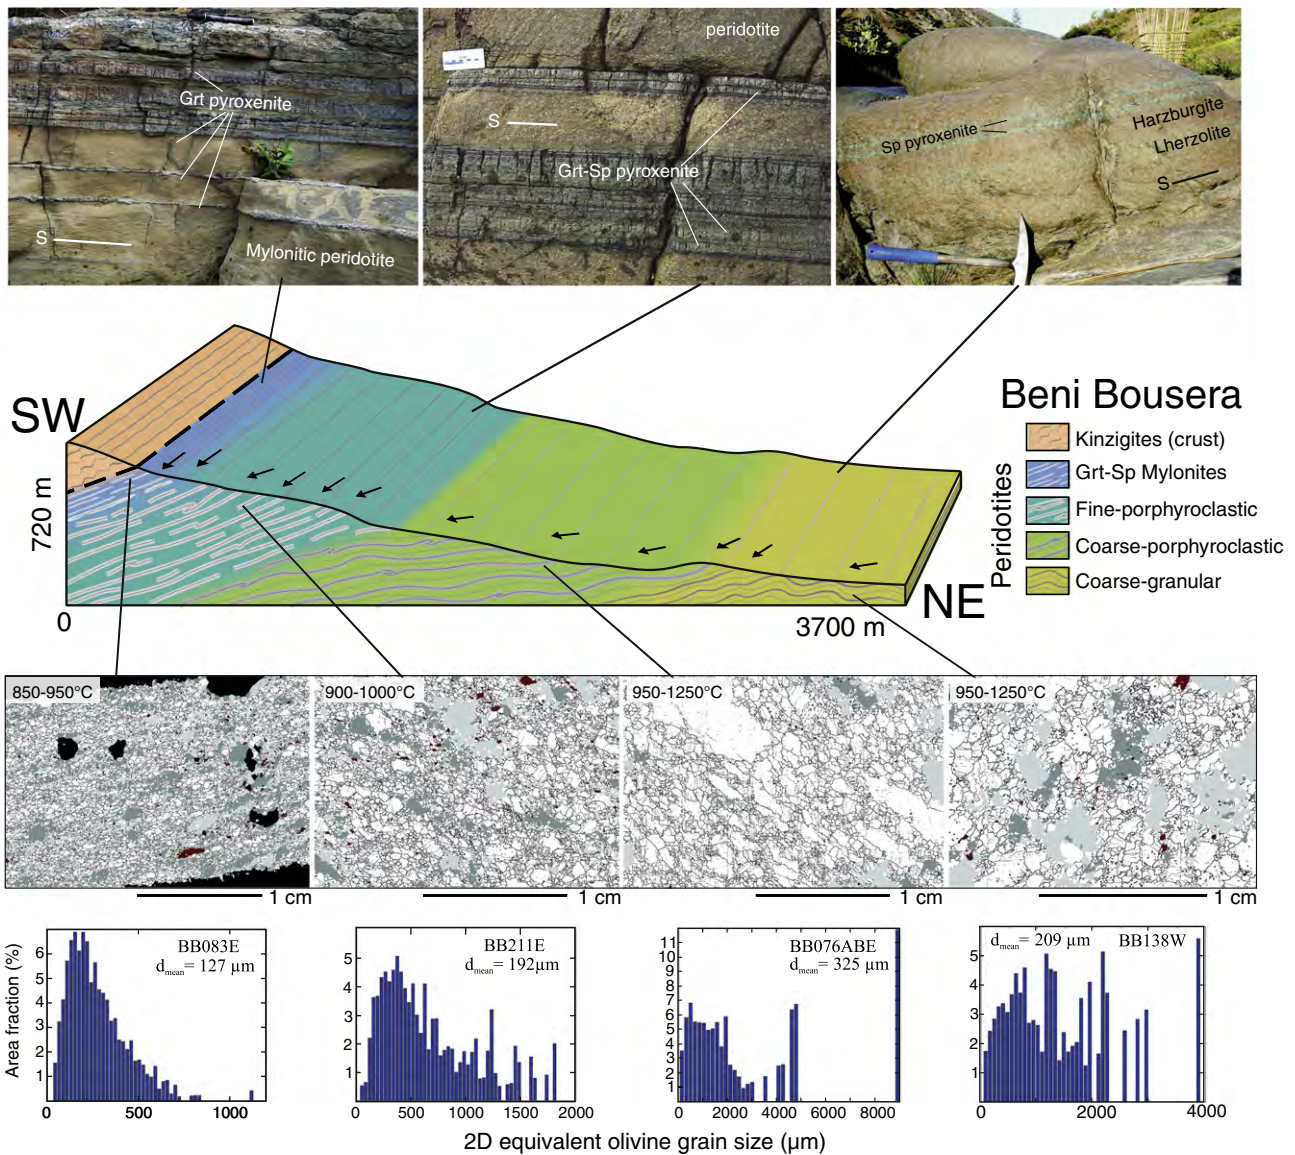 Grt pyroxenite
S
Mylonitic peridotite
peridotite
S
Grt-Sp pyroxenite
Sp pyroxenite
Harzburgite
Lherzolite
S
SW
720 m
0
3700 m
NE
Beni Bousera
Peridotites
Kinzigites (crust)
Grt-Sp Mylonites
Fine-porphyroclastic
Coarse-porphyroclastic
Coarse-granular
850-950°C
900-1000°C
950-1250°C
950-1250°C
1 cm
1 cm
1 cm
1 cm
Area fraction (%)
BB083E
dmean= 127 µm
6
5
4
3
2
1
0 500 1000
BB211E
dmean= 192µm
5
4
3
2
1
0 500 1000 1500 2000
BB076ABE
dmean= 325 µm
11
10
9
8
7
6
5
4
3
2
1
0 2000 4000 6000 8000
dmean= 209 µm BB138W
5
4
3
2
1
0 2000 4000
2D equivalent olivine grain size (µm)